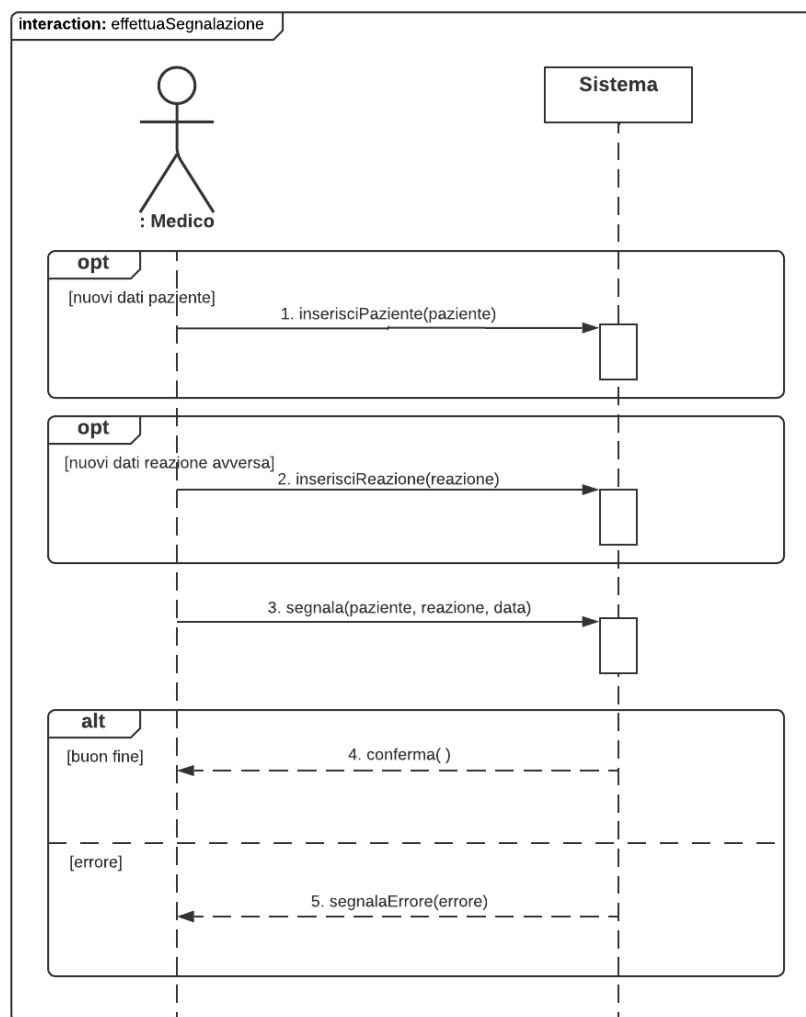 interaction: effettuaSegnalazione
Sistema
: Medico
opt
[nuovi dati paziente]
1. inserisciPaziente(paziente)
opt
[nuovi dati reazione avversa]
2. inserisciReazione(reazione)
3. segnala(paziente, reazione, data)
alt
[buon fine]
4. conferma( )
[errore]
5. segnalaErrore(errore)